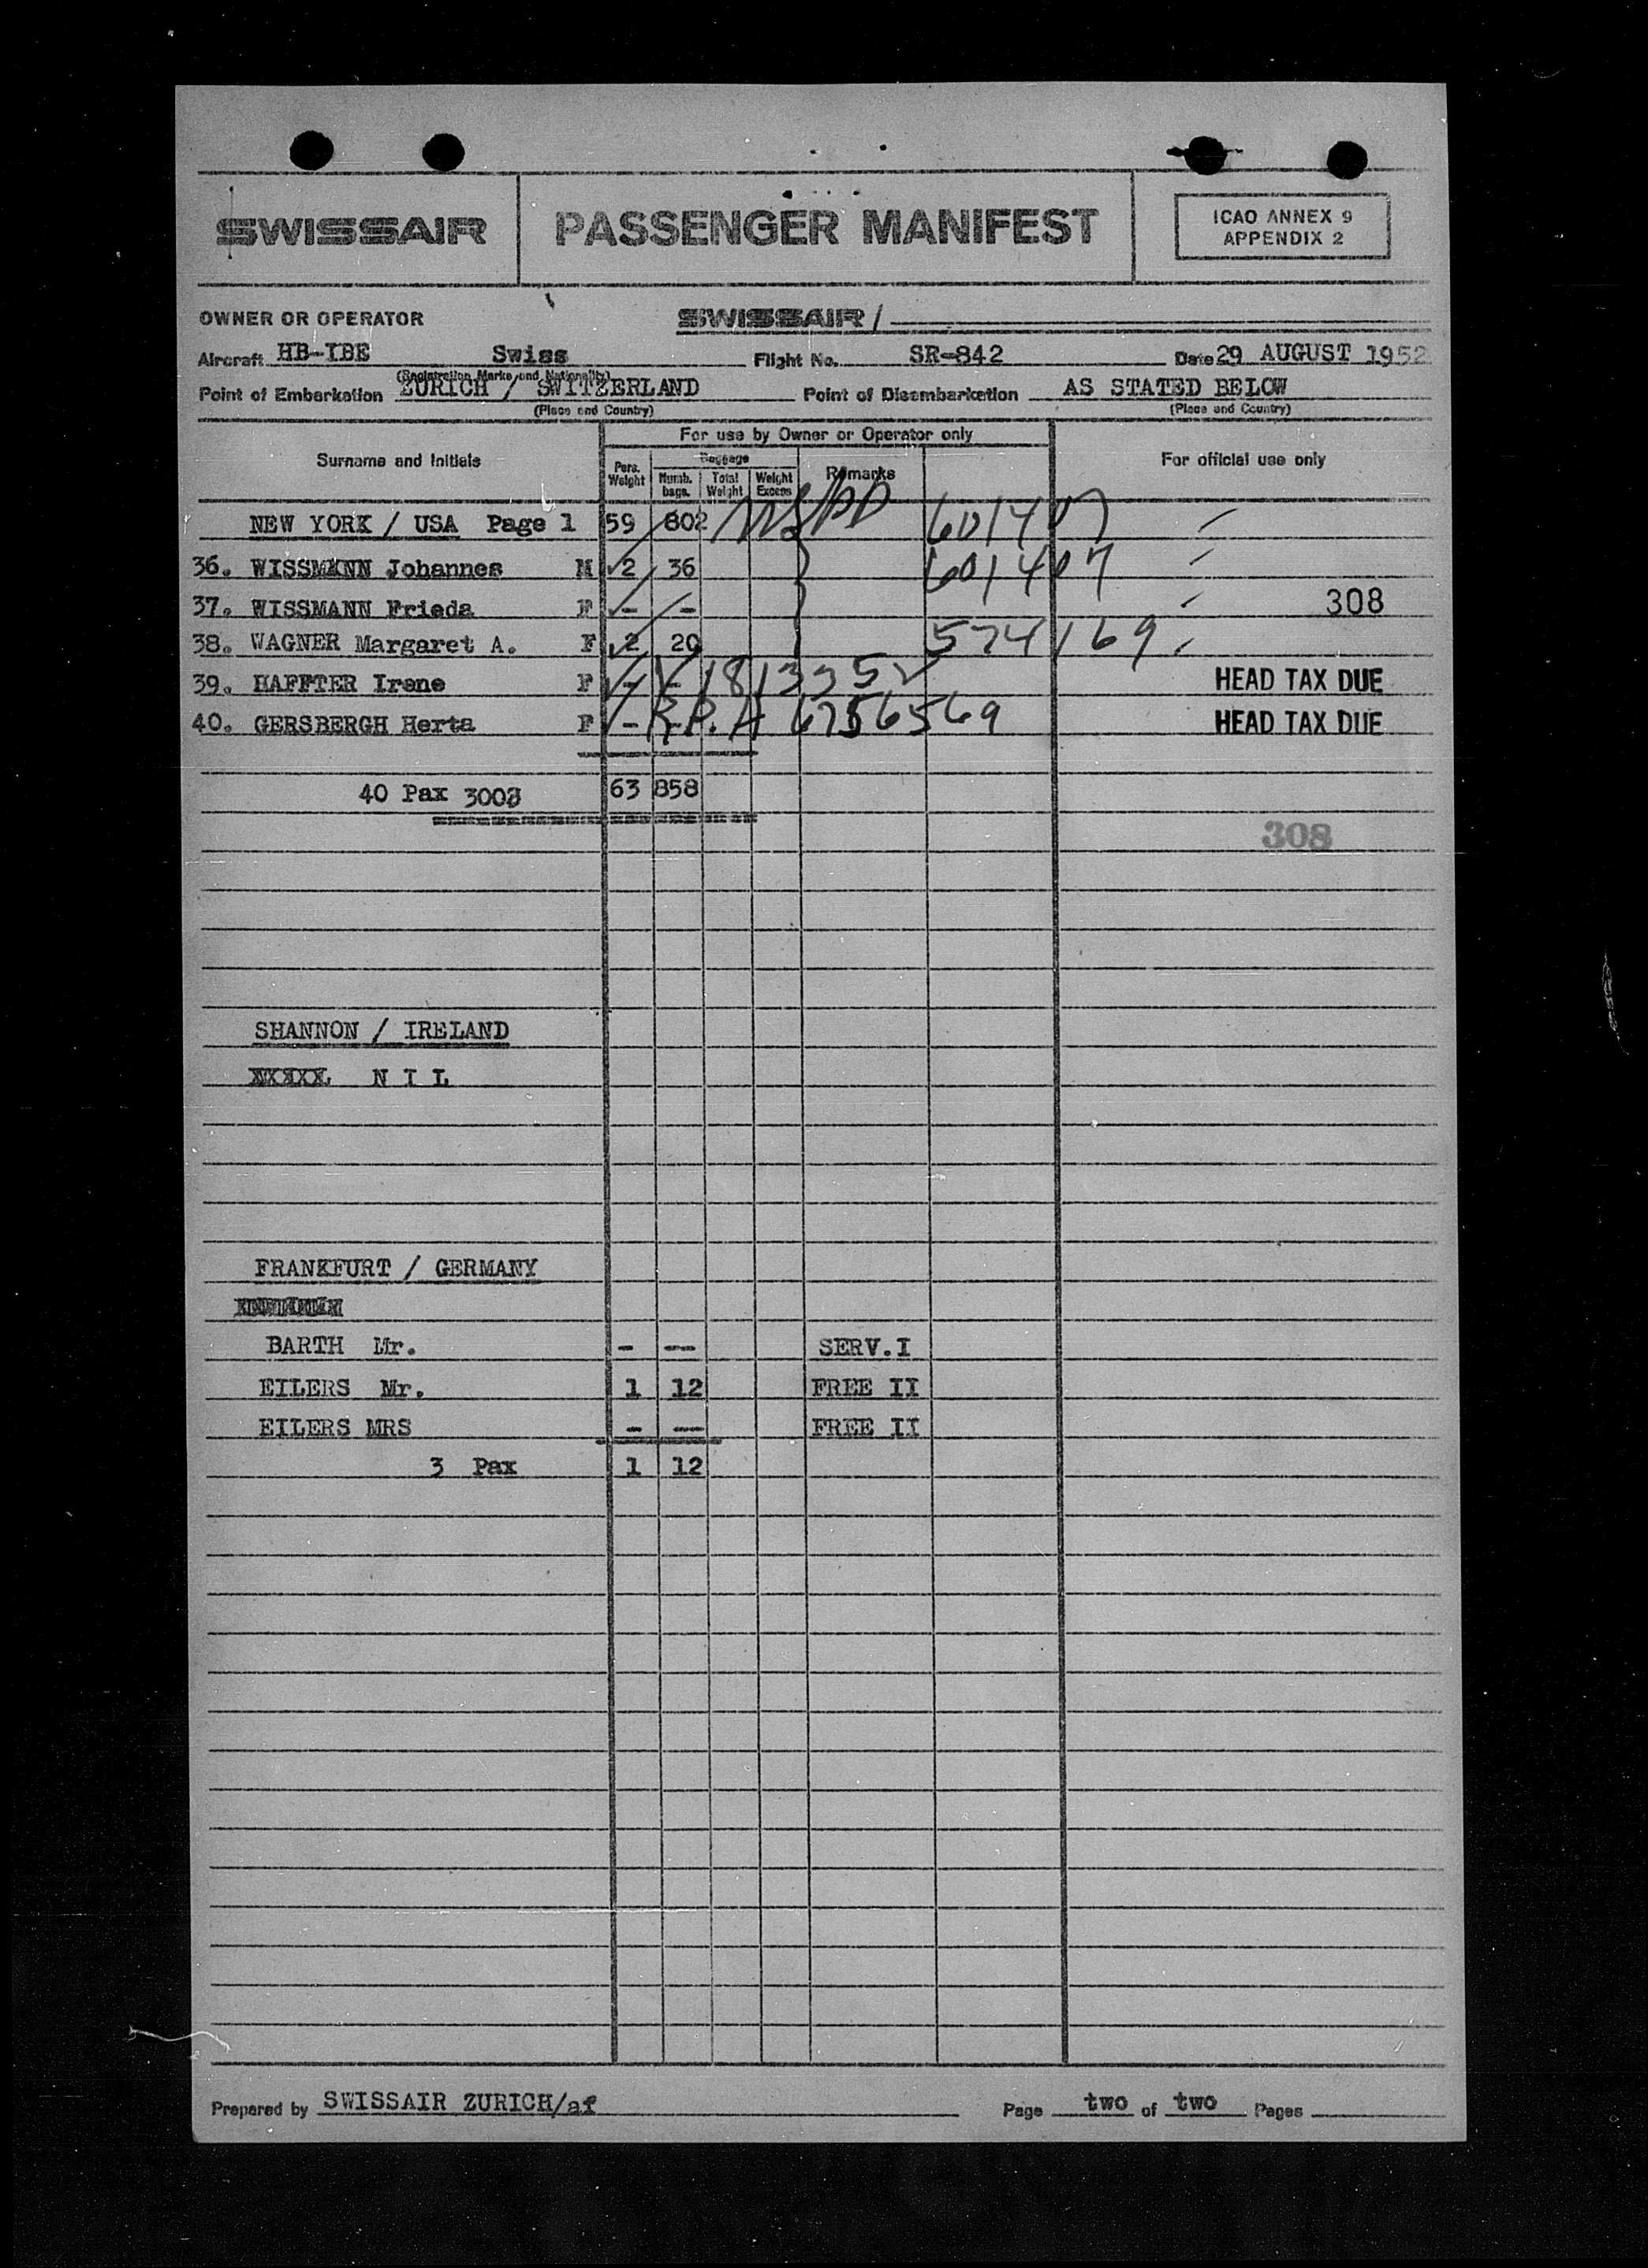 SWISSAIR PASSENGER MANIFEST ICAO ANNEX 9
APPENDIX 2
OWNER OR OPERATOR SWISSAIR /
Aircraft HB-IBE Swiss Flight No. SR-842 Date 29 AUGUST 1952
(Registration Marks and Nationality)
Point of Embarkation ZURICH / SWITZERLAND Point of Disembarkation AS STATED BELOW
(Place and Country) (Place and Country)
For use by Owner or Operator only
Surname and Initials Pers. Weight Baggage Numb. bags. Total Weight Weight Excess Remarks For official use only
NEW YORK / USA Page 1 59 802 601407
36. WISSMANN Johannes M 2 36 601407
37. WISSMANN Frieda F - - 308
38. WAGNER Margaret A. F 2 20 574169
39. HAFFTER Irene F - - V 1813352 HEAD TAX DUE
40. GERSBERGH Herta F - - R.P. A 6756569 HEAD TAX DUE
40 Pax 3003 63 858
308
SHANNON / IRELAND
NIL
FRANKFURT / GERMANY
BARTH Mr. - -- SERV.I
EILERS Mr. 1 12 FREE II
EILERS MRS - -- FREE II
3 Pax 1 12
Prepared by SWISSAIR ZURICH/af Page two of two Pages